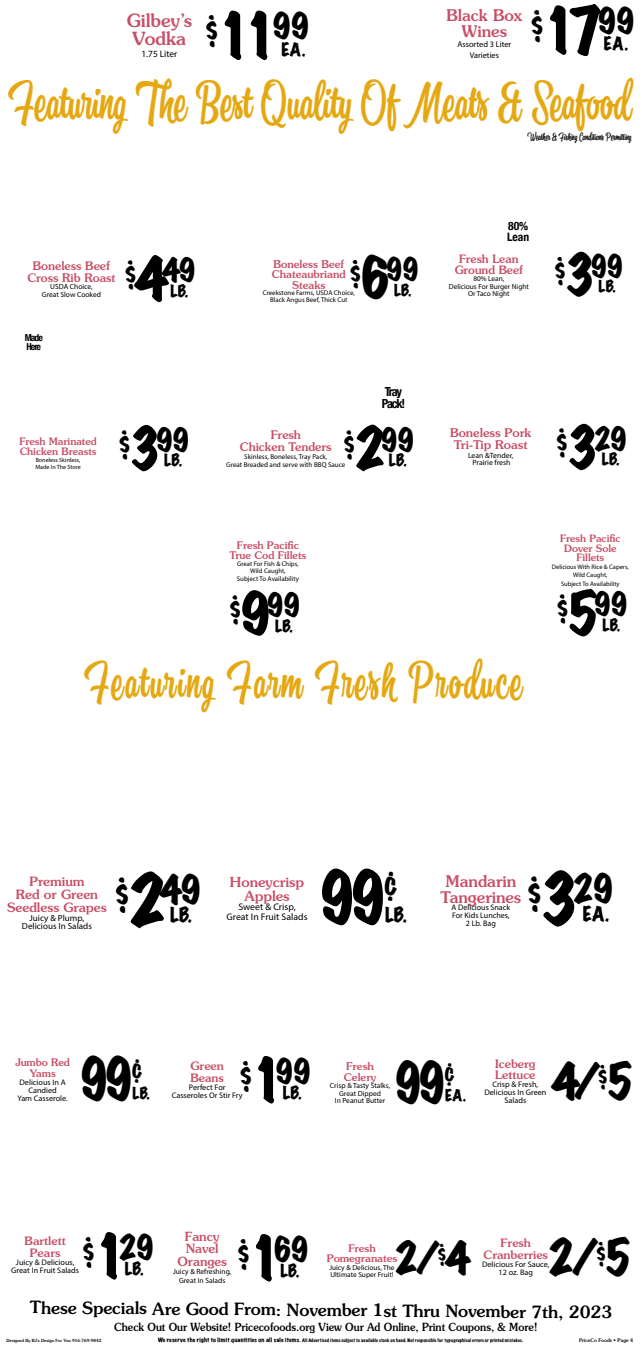 Gilbey's
Vodka
1.75 Liter
$11.99
EA.
Black Box
Wines
Assorted 3 Liter
Varieties
$17.99
EA.
Featuring The Best Quality Of Meats & Seafood
Weather & Fishing Conditions Permitting
Boneless Beef
Cross Rib Roast
USDA Choice,
Great Slow Cooked
$4.49
LB.
Boneless Beef
Chateaubriand
Steaks
Creekstone Farms, USDA Choice,
Black Angus Beef, Thick Cut
$6.99
LB.
80%
Lean
Fresh Lean
Ground Beef
80% Lean,
Delicious For Burger Night
Or Taco Night
$3.99
LB.
Made
Here
Fresh Marinated
Chicken Breasts
Boneless Skinless,
Made In The Store
$3.99
LB.
Tray
Pack!
Fresh
Chicken Tenders
Skinless, Boneless, Tray Pack,
Great Breaded and serve with BBQ Sauce
$2.99
LB.
Boneless Pork
Tri-Tip Roast
Lean &Tender,
Prairie fresh
$3.29
LB.
Fresh Pacific
True Cod Fillets
Great For Fish & Chips,
Wild Caught,
Subject To Availability
$9.99
LB.
Fresh Pacific
Dover Sole
Fillets
Delicious With Rice & Capers,
Wild Caught,
Subject To Availability
$5.99
LB.
Featuring Farm Fresh Produce
Premium
Red or Green
Seedless Grapes
Juicy & Plump,
Delicious In Salads
$2.49
LB.
Honeycrisp
Apples
Sweet & Crisp,
Great In Fruit Salads
99¢
LB.
Mandarin
Tangerines
A Delicious Snack
For Kids Lunches,
2 Lb. Bag
$3.29
EA.
Jumbo Red
Yams
Delicious In A
Candied
Yam Casserole.
99¢
LB.
Green
Beans
Perfect For
Casseroles Or Stir Fry
$1.99
LB.
Fresh
Celery
Crisp & Tasty Stalks,
Great Dipped
In Peanut Butter
99¢
EA.
Iceberg
Lettuce
Crisp & Fresh,
Delicious In Green
Salads
4/$5
Bartlett
Pears
Juicy & Delicious,
Great In Fruit Salads
$1.29
LB.
Fancy
Navel
Oranges
Juicy & Refreshing,
Great In Salads
$1.69
LB.
Fresh
Pomegranates
Juicy & Delicious, The
Ultimate Super Fruit!
2/$4
Fresh
Cranberries
Delicious For Sauce,
12 oz. Bag
2/$5
These Specials Are Good From: November 1st Thru November 7th, 2023
Check Out Our Website! Pricecofoods.org View Our Ad Online, Print Coupons, & More!
Designed By BJ's Design For You 916-769-9842
We reserve the right to limit quantities on all sale items. All Advertised items subject to available stock on hand. Not responsible for typographical errors or printed mistakes.
PriceCo Foods • Page 4